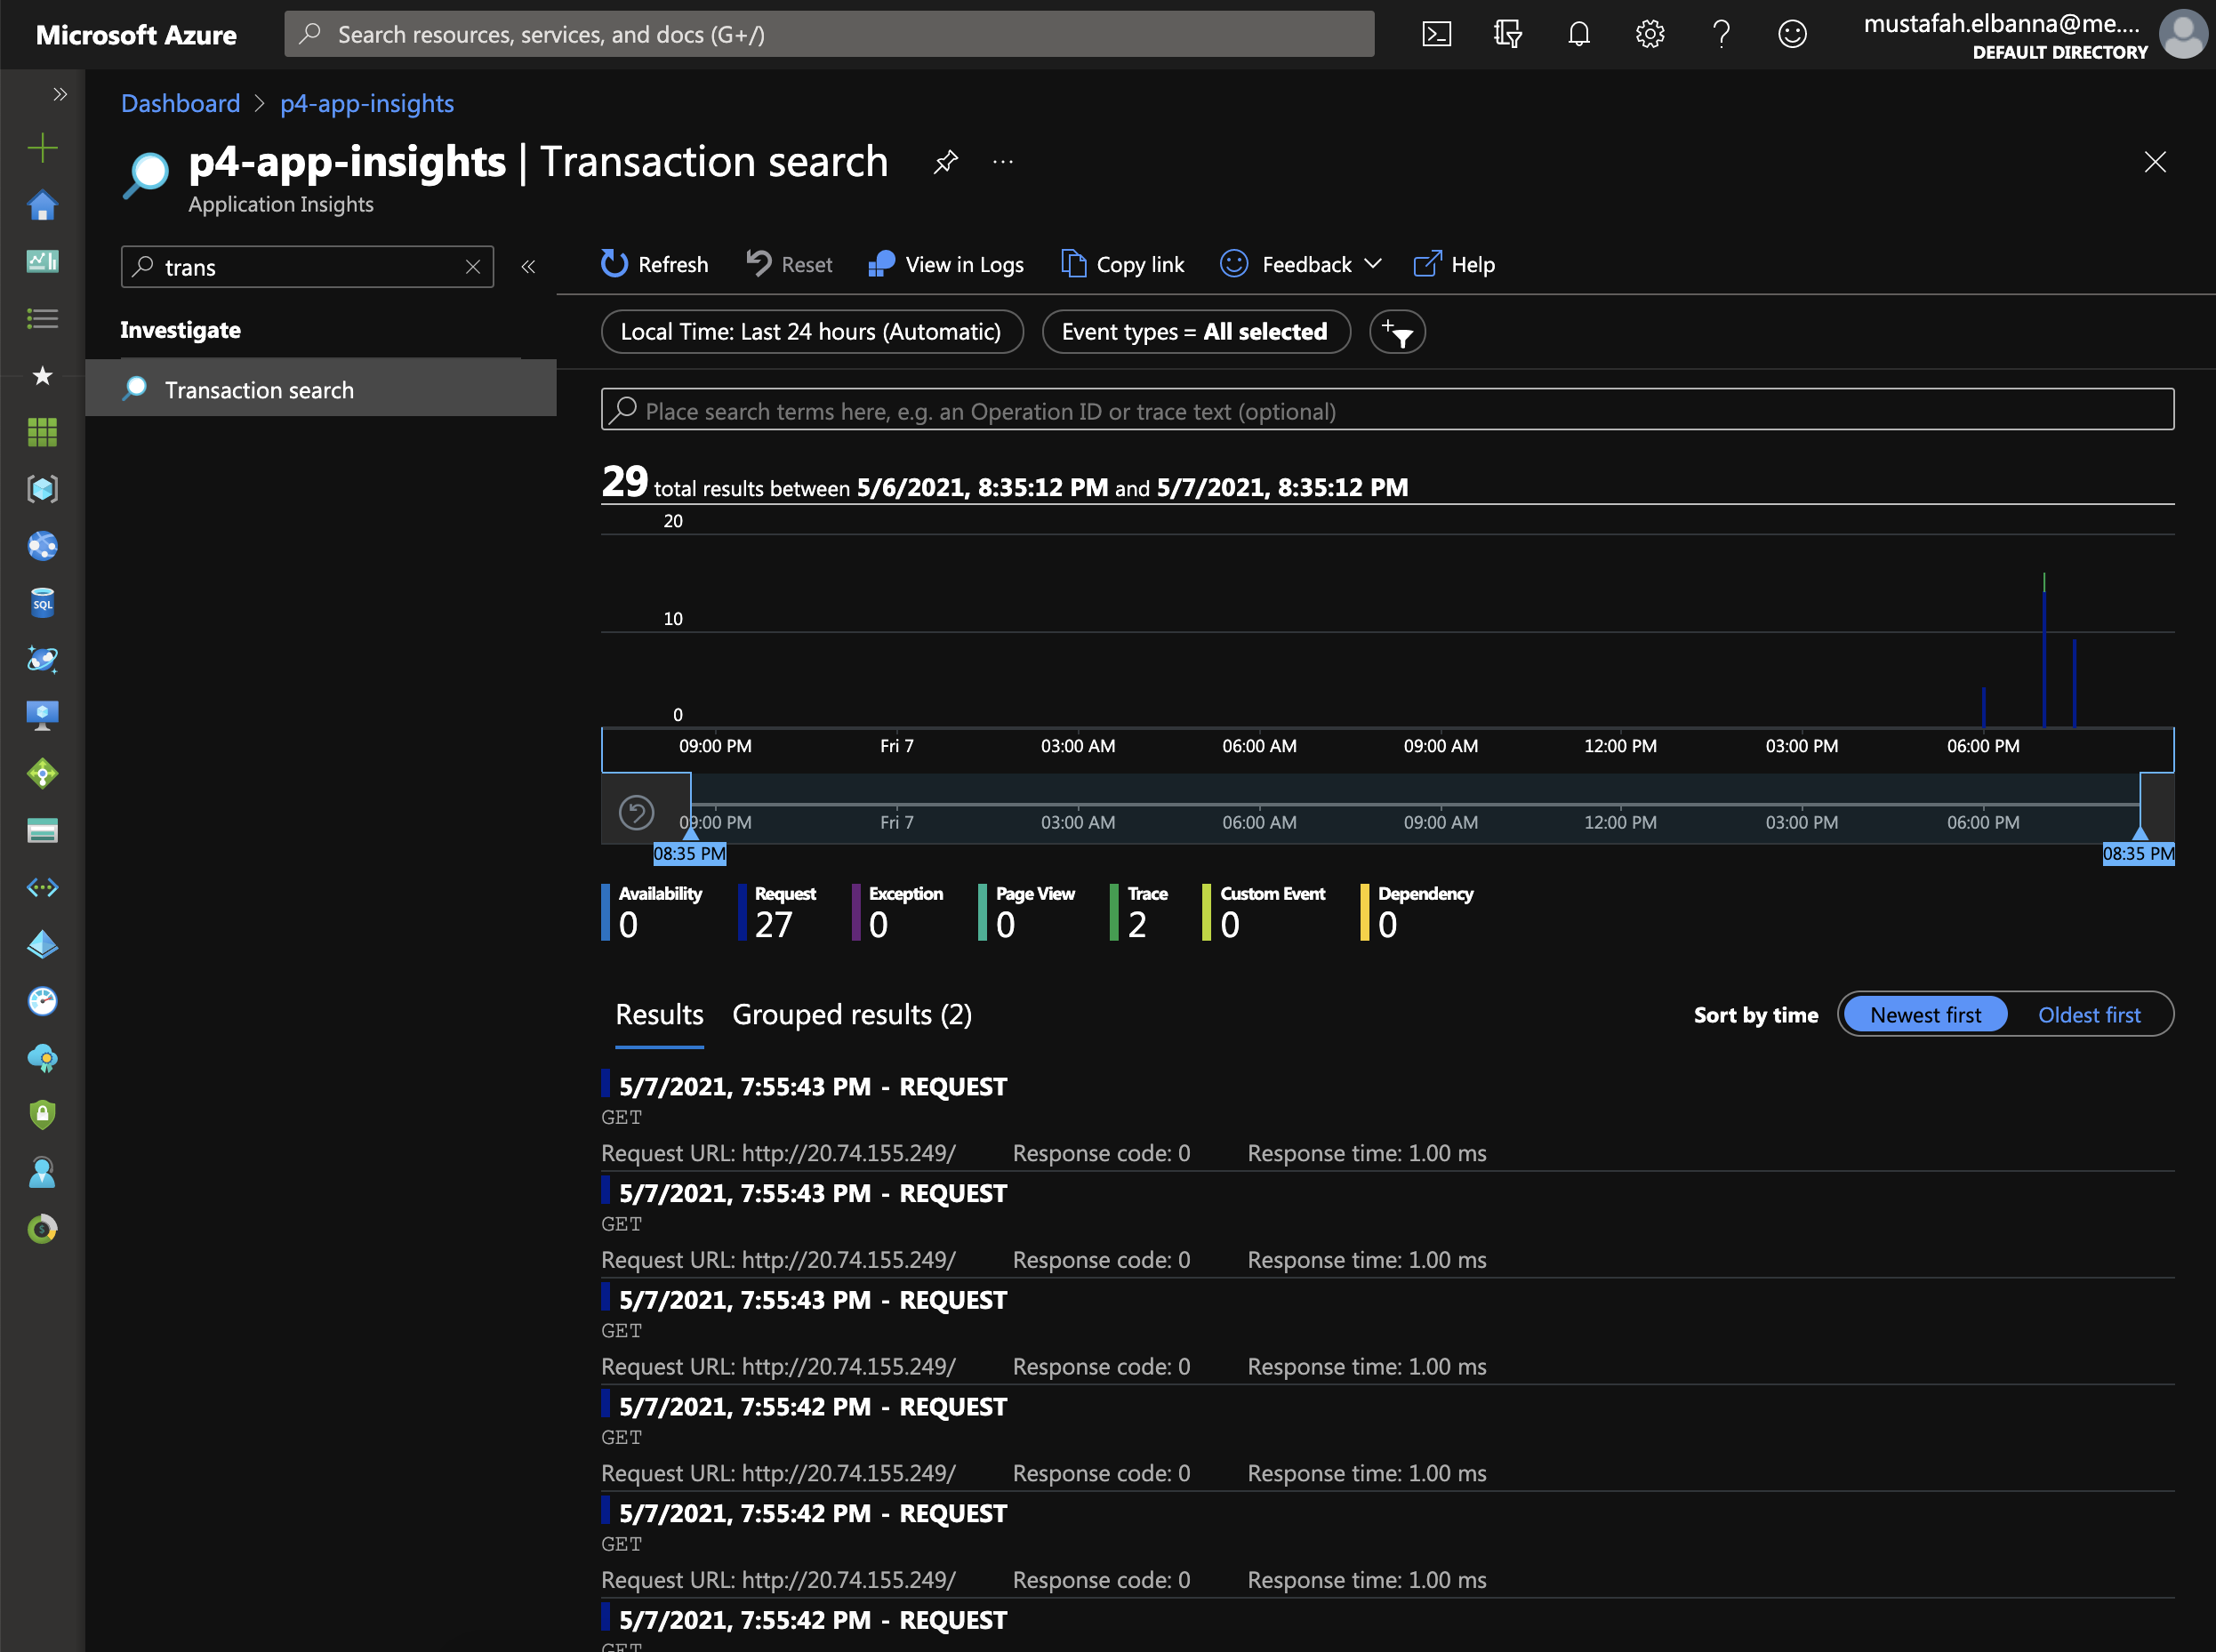 Microsoft Azure
Search resources, services, and docs (G+/)
mustafah.elbanna@me....
DEFAULT DIRECTORY
Dashboard > p4-app-insights
p4-app-insights | Transaction search
Application Insights
trans
Investigate
Transaction search
Refresh Reset View in Logs Copy link Feedback Help
Local Time: Last 24 hours (Automatic) Event types = All selected
Place search terms here, e.g. an Operation ID or trace text (optional)
29 total results between 5/6/2021, 8:35:12 PM and 5/7/2021, 8:35:12 PM
20
10
0
09:00 PM Fri 7 03:00 AM 06:00 AM 09:00 AM 12:00 PM 03:00 PM 06:00 PM
SQL
09:00 PM Fri 7 03:00 AM 06:00 AM 09:00 AM 12:00 PM 03:00 PM 06:00 PM
08:35 PM 08:35 PM
Availability Request Exception Page View Trace Custom Event Dependency
0 27 0 0 2 0 0
Results Grouped results (2) Sort by time Newest first Oldest first
5/7/2021, 7:55:43 PM - REQUEST
GET
Request URL: http://20.74.155.249/ Response code: 0 Response time: 1.00 ms
5/7/2021, 7:55:43 PM - REQUEST
GET
Request URL: http://20.74.155.249/ Response code: 0 Response time: 1.00 ms
5/7/2021, 7:55:43 PM - REQUEST
GET
Request URL: http://20.74.155.249/ Response code: 0 Response time: 1.00 ms
5/7/2021, 7:55:42 PM - REQUEST
GET
Request URL: http://20.74.155.249/ Response code: 0 Response time: 1.00 ms
5/7/2021, 7:55:42 PM - REQUEST
GET
Request URL: http://20.74.155.249/ Response code: 0 Response time: 1.00 ms
5/7/2021, 7:55:42 PM - REQUEST
GET